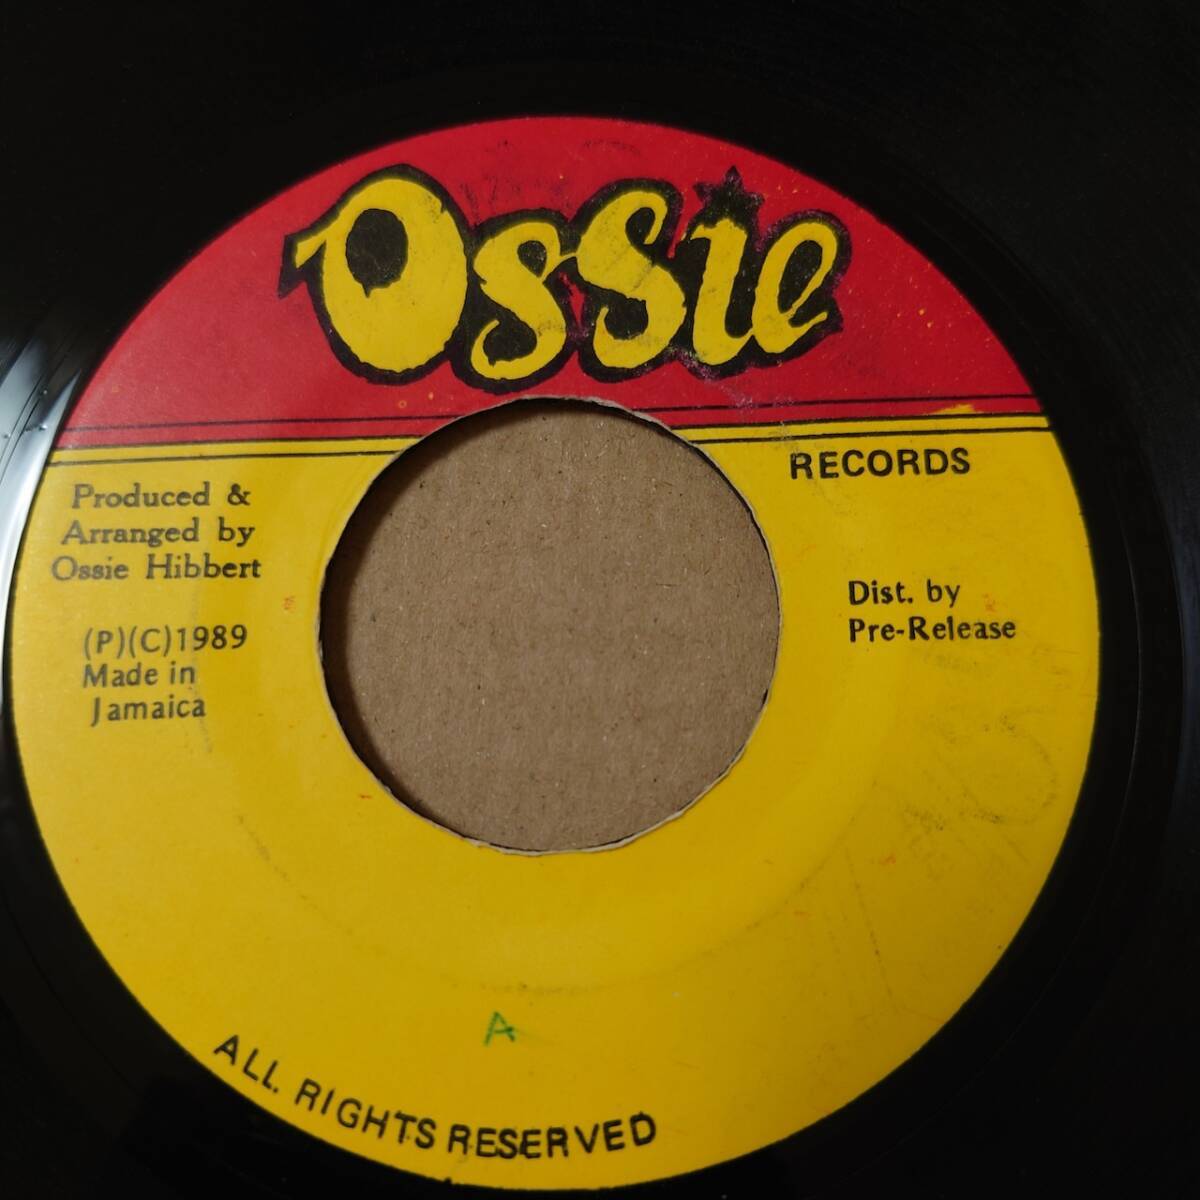 Ossie
RECORDS
Produced &
Arranged by
Ossie Hibbert
(P)(C)1989
Made in
Jamaica
Dist. by
Pre-Release
A
ALL RIGHTS RESERVED